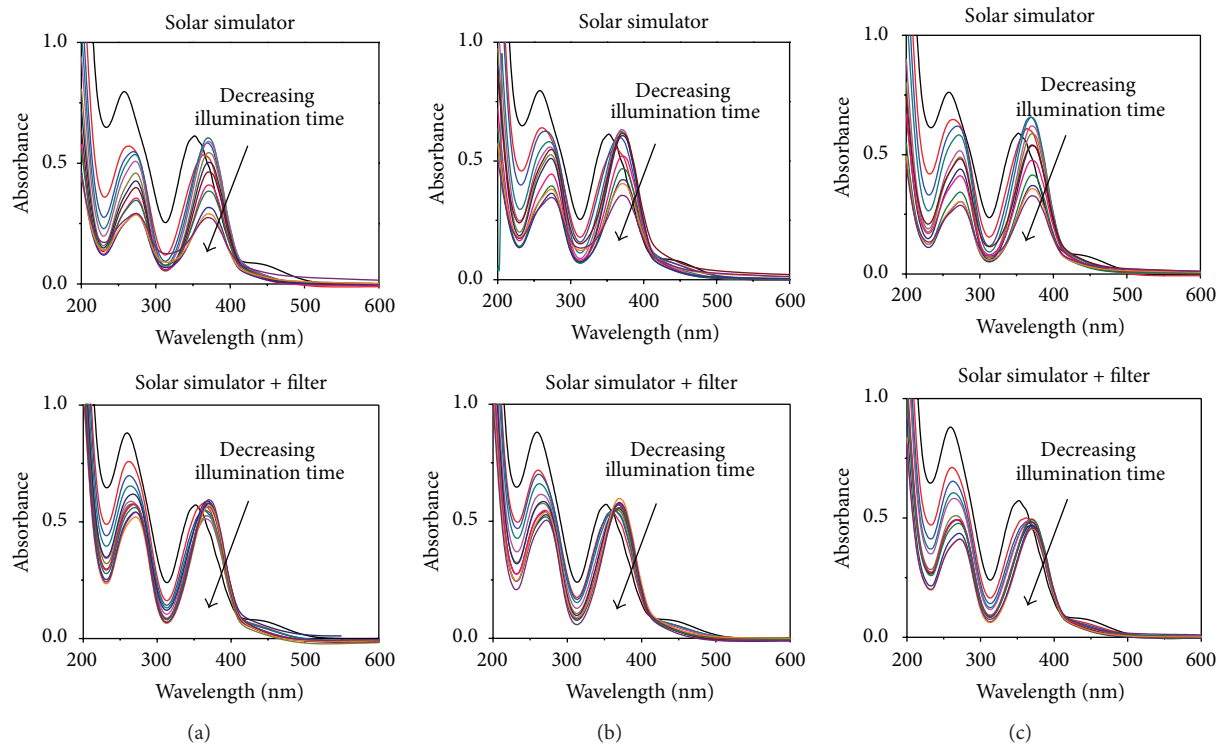 Solar simulator
1.0
Decreasing
illumination time
Absorbance
0.5
0.0
200 300 400 500 600
Wavelength (nm)
Solar simulator
1.0
Decreasing
illumination time
Absorbance
0.5
0.0
200 300 400 500 600
Wavelength (nm)
Solar simulator
1.0
Decreasing
illumination time
Absorbance
0.5
0.0
200 300 400 500 600
Wavelength (nm)
Solar simulator + filter
1.0
Decreasing
illumination time
Absorbance
0.5
0.0
200 300 400 500 600
Wavelength (nm)
(a)
Solar simulator + filter
1.0
Decreasing
illumination time
Absorbance
0.5
0.0
200 300 400 500 600
Wavelength (nm)
(b)
Solar simulator + filter
1.0
Decreasing
illumination time
Absorbance
0.5
0.0
200 300 400 500 600
Wavelength (nm)
(c)